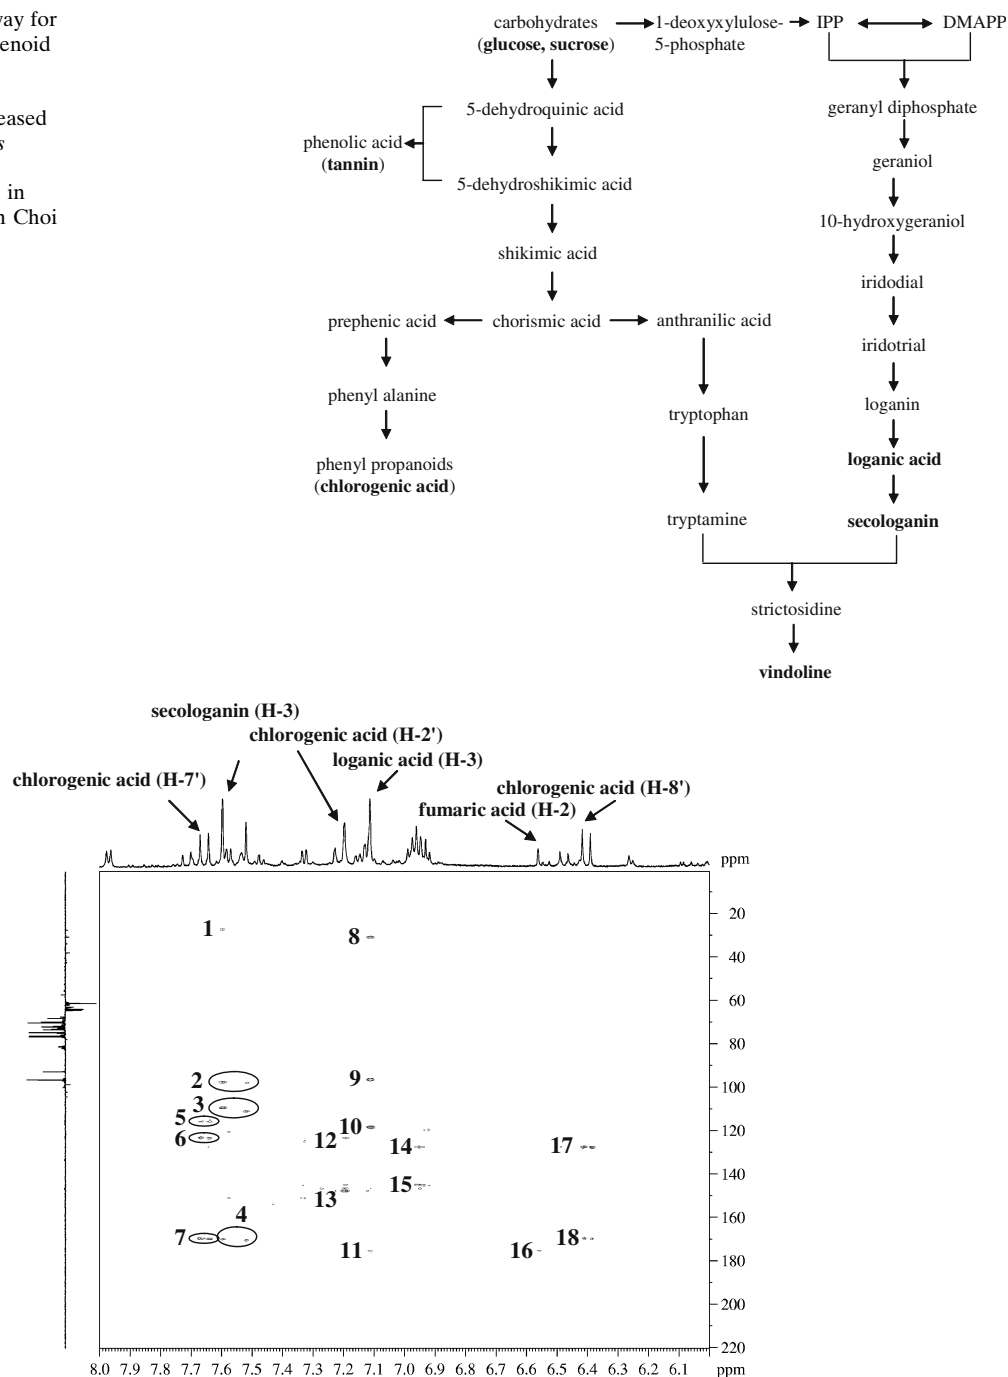 way for
enoid
eased
s
in
n Choi
carbohydrates
(glucose, sucrose)
1-deoxyxylulose-
5-phosphate
IPP
DMAPP
5-dehydroquinic acid
phenolic acid
(tannin)
5-dehydroshikimic acid
shikimic acid
prephenic acid
chorismic acid
anthranilic acid
phenyl alanine
phenyl propanoids
(chlorogenic acid)
tryptophan
tryptamine
geranyl diphosphate
geraniol
10-hydroxygeraniol
iridodial
iridotrial
loganin
loganic acid
secologanin
strictosidine
vindoline
secologanin (H-3)
chlorogenic acid (H-2')
loganic acid (H-3)
chlorogenic acid (H-7')
chlorogenic acid (H-8')
fumaric acid (H-2)
ppm
1
8
2
9
3
5
10
6
12
14
17
15
13
4
7
18
11
16
20
40
60
80
100
120
140
160
180
200
220
8.0 7.9 7.8 7.7 7.6 7.5 7.4 7.3 7.2 7.1 7.0 6.9 6.8 6.7 6.6 6.5 6.4 6.3 6.2 6.1 ppm